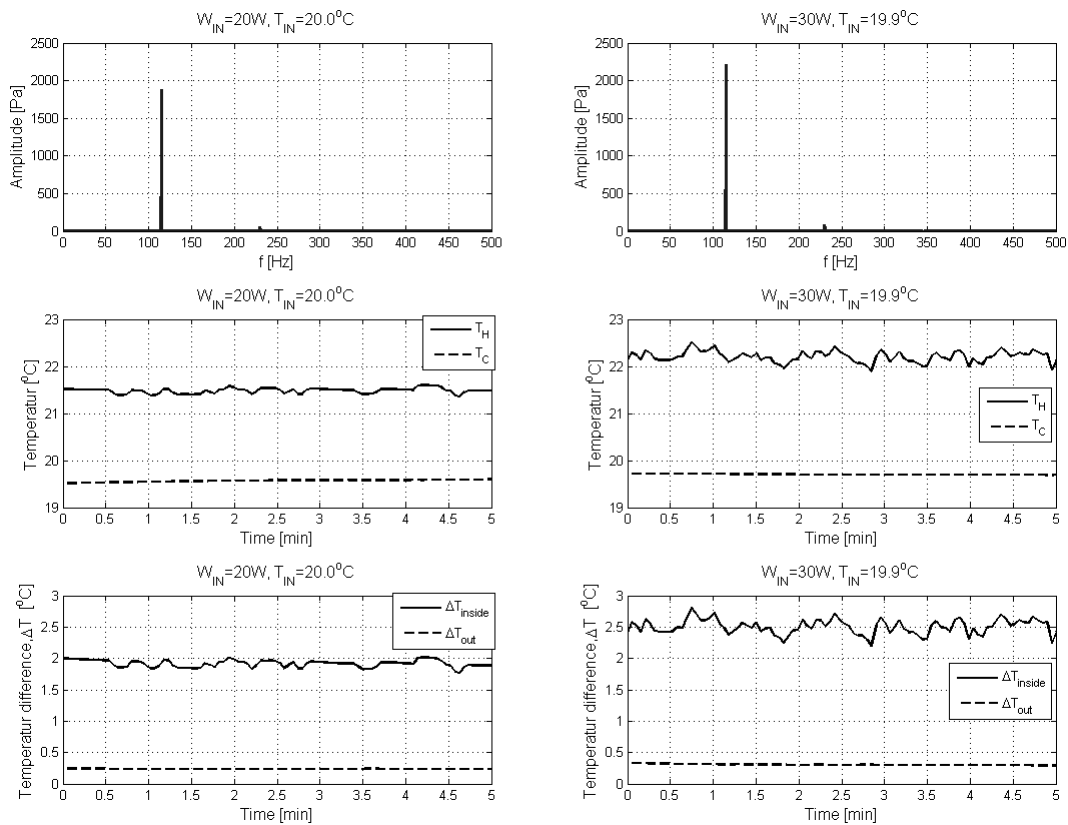 W_IN=20W, T_IN=20.0°C
Amplitude [Pa]
2500
2000
1500
1000
500
0
0 50 100 150 200 250 300 350 400 450 500
f [Hz]
W_IN=30W, T_IN=19.9°C
Amplitude [Pa]
2500
2000
1500
1000
500
0
0 50 100 150 200 250 300 350 400 450 500
f [Hz]
W_IN=20W, T_IN=20.0°C
Temperatur [°C]
23
22
21
20
19
T_H
T_C
0 0.5 1 1.5 2 2.5 3 3.5 4 4.5 5
Time [min]
W_IN=30W, T_IN=19.9°C
Temperatur [°C]
23
22
21
20
19
T_H
T_C
0 0.5 1 1.5 2 2.5 3 3.5 4 4.5 5
Time [min]
W_IN=20W, T_IN=20.0°C
Temperatur difference,ΔT [°C]
3
2.5
2
1.5
1
0.5
0
ΔT_inside
ΔT_out
0 0.5 1 1.5 2 2.5 3 3.5 4 4.5 5
Time [min]
W_IN=30W, T_IN=19.9°C
Temperatur difference,ΔT [°C]
3
2.5
2
1.5
1
0.5
0
ΔT_inside
ΔT_out
0 0.5 1 1.5 2 2.5 3 3.5 4 4.5 5
Time [min]